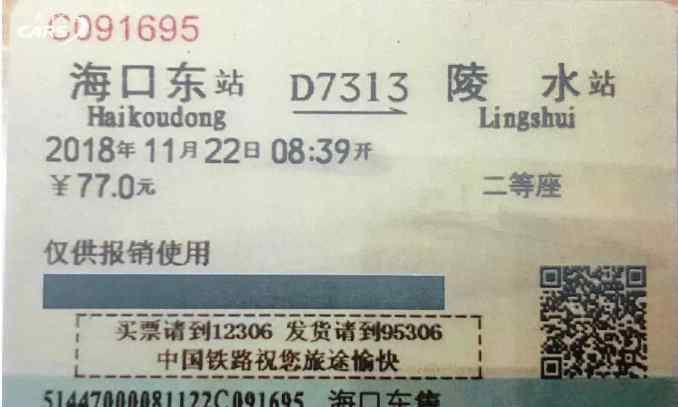 C091695
CARS
海口东站 D7313 陵水站
Haikoudong Lingshui
2018年11月22日08:39开
¥77.0元 二等座
仅供报销使用
买票请到12306 发货请到95306
中国铁路祝您旅途愉快
51447000081122C091695 海口东售